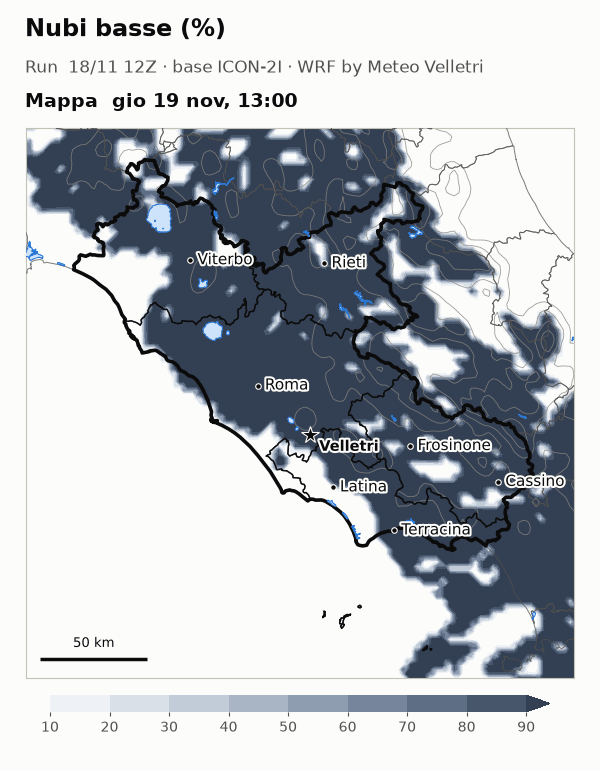 Nubi basse (%)
Run  18/11 12Z · base ICON-2I · WRF by Meteo Velletri
Mappa  gio 19 nov, 13:00
Viterbo
Rieti
Roma
Velletri
Frosinone
Cassino
Latina
Terracina
50 km
10 20 30 40 50 60 70 80 90